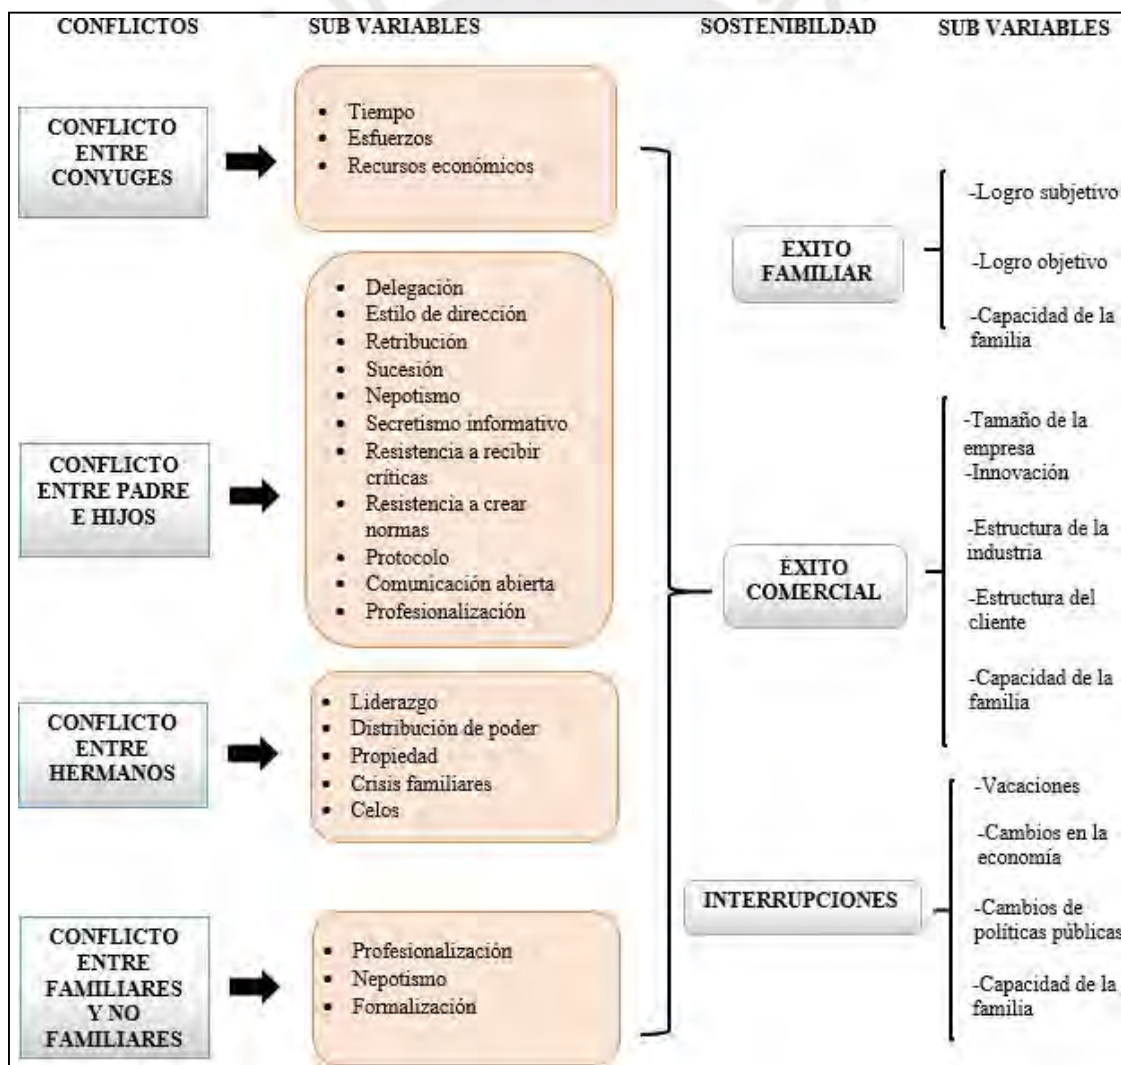 CONFLICTOS
SUB VARIABLES
SOSTENIBILDAD
SUB VARIABLES
CONFLICTO
ENTRE
CONYUGES
• Tiempo
• Esfuerzos
• Recursos económicos
CONFLICTO
ENTRE PADRE
E HIJOS
• Delegación
• Estilo de dirección
• Retribución
• Sucesión
• Nepotismo
• Secretismo informativo
• Resistencia a recibir
críticas
• Resistencia a crear
normas
• Protocolo
• Comunicación abierta
• Profesionalización
CONFLICTO
ENTRE
HERMANOS
• Liderazgo
• Distribución de poder
• Propiedad
• Crisis familiares
• Celos
CONFLICTO
ENTRE
FAMILIARES
Y NO
FAMILIARES
• Profesionalización
• Nepotismo
• Formalización
ÉXITO
FAMILIAR
-Logro subjetivo
-Logro objetivo
-Capacidad de la
familia
ÉXITO
COMERCIAL
-Tamaño de la
empresa
-Innovación
-Estructura de la
industria
-Estructura del
cliente
-Capacidad de la
familia
INTERRUPCIONES
-Vacaciones
-Cambios en la
economía
-Cambios de
políticas públicas
-Capacidad de la
familia